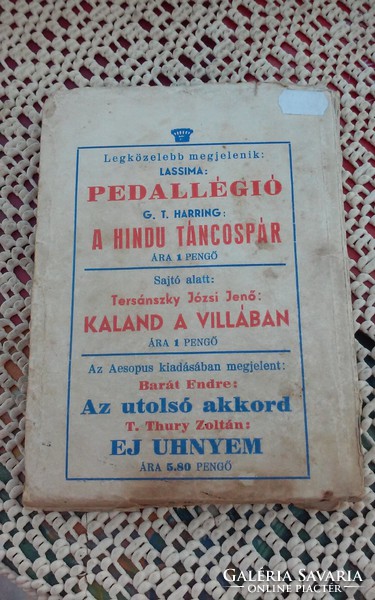 Legközelebb megjelenik:
LASSIMA:
PEDALLÉGIÓ
G. T. HARRING:
A HINDU TÁNCOSPÁR
ÁRA 1 PENGŐ
Sajtó alatt:
Tersánszky Józsi Jenő:
KALAND A VILLÁBAN
ÁRA 1 PENGŐ
Az Aesopus kiadásában megjelent:
Barát Endre:
Az utolsó akkord
T. Thury Zoltán:
EJ UHNYEM
ÁRA 5.80 PENGŐ
GALÉRIA SAVARIA
ONLINE PIACTÉR